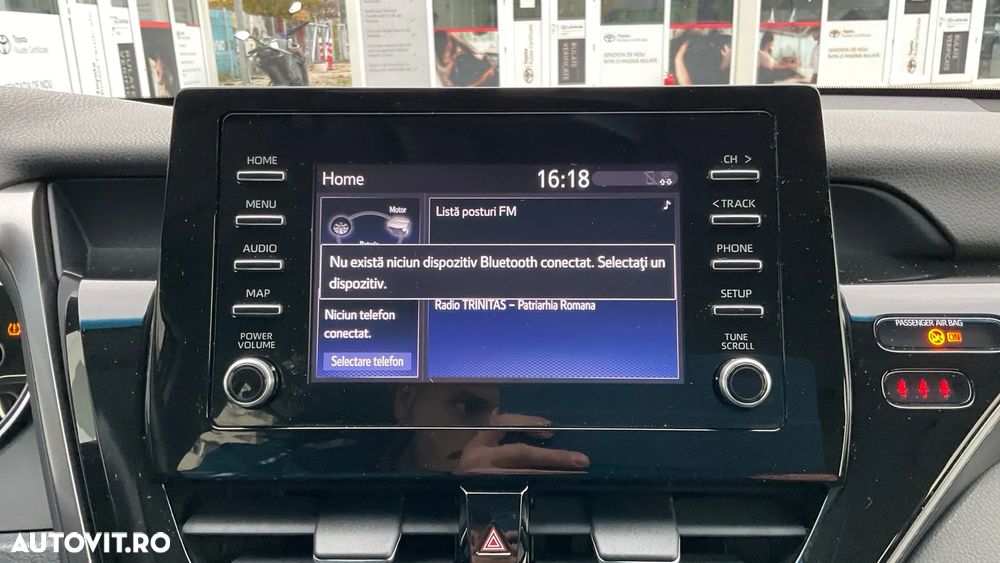 HOME
MENU
AUDIO
MAP
POWER
VOLUME
Home
16:18
Motor
Listă posturi FM
Nu există niciun dispozitiv Bluetooth conectat. Selectaţi un
dispozitiv.
Niciun telefon
conectat.
Selectare telefon
Radio TRINITAS – Patriarhia Romana
CH >
< TRACK
PHONE
SETUP
TUNE
SCROLL
PASSENGER AIR BAG
ON
AUTOVIT.RO